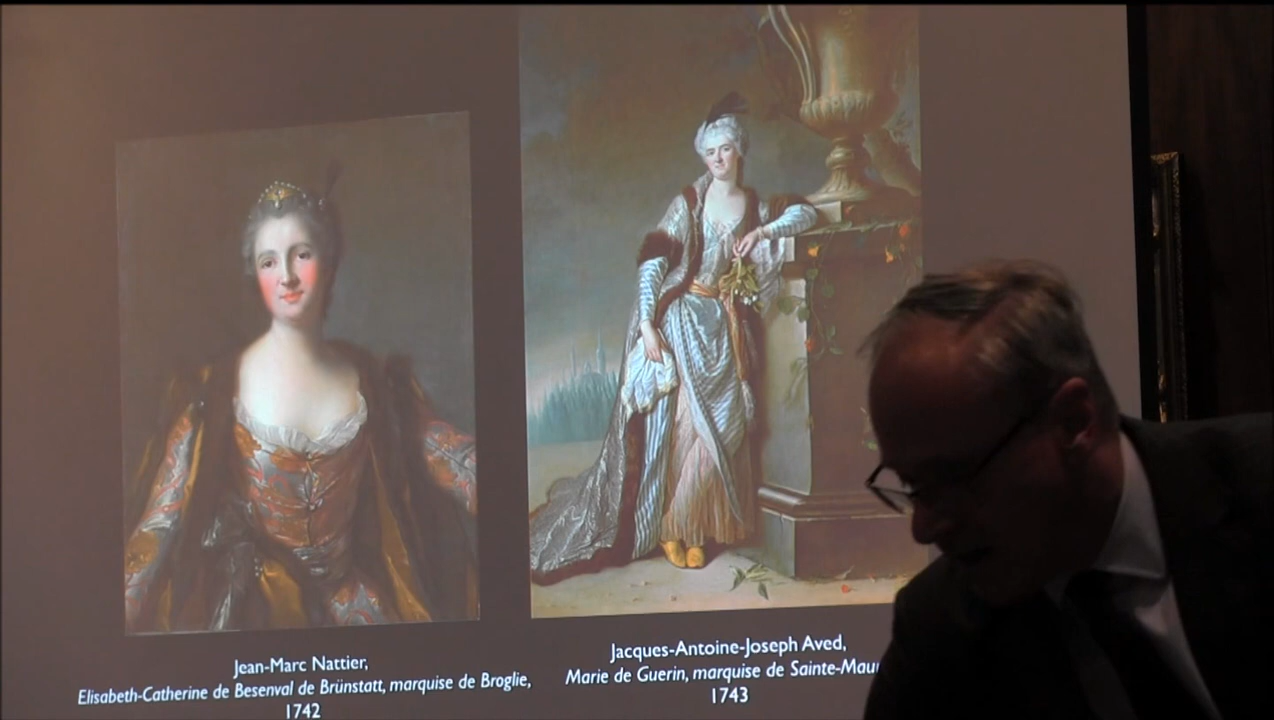 Jean-Marc Nattier,
Elisabeth-Catherine de Besenval de Brünstatt, marquise de Broglie,
1742
Jacques-Antoine-Joseph Aved,
Marie de Guerin, marquise de Sainte-Mau
1743